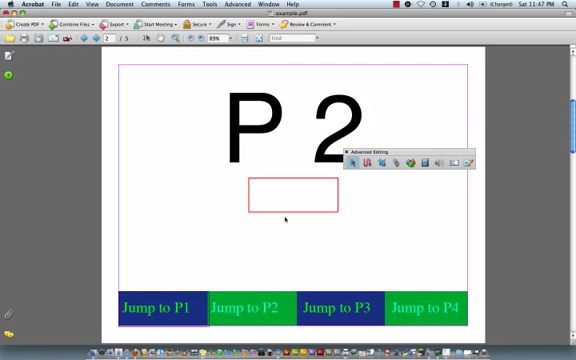 Acrobat File Edit View Document Comments Forms Tools Advanced Window Help (Charged) Sat 11:47 PM
example.pdf
Create PDF Combine Files Export Start Meeting Secure Sign Forms Review & Comment
2 / 5 89% Find
P 2
Advanced Editing
Jump to P1 Jump to P2 Jump to P3 Jump to P4